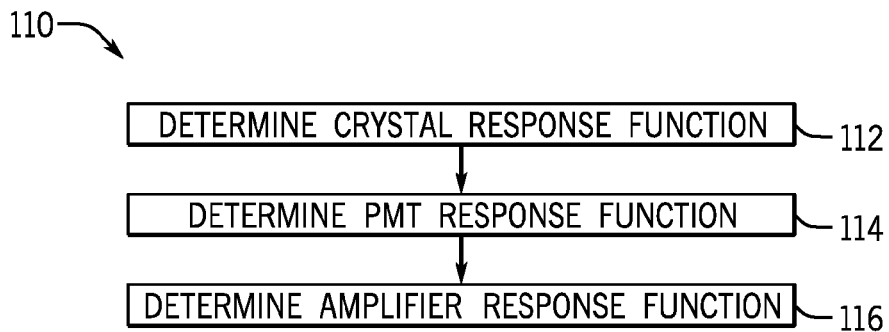 110
DETERMINE CRYSTAL RESPONSE FUNCTION
112
DETERMINE PMT RESPONSE FUNCTION
114
DETERMINE AMPLIFIER RESPONSE FUNCTION
116